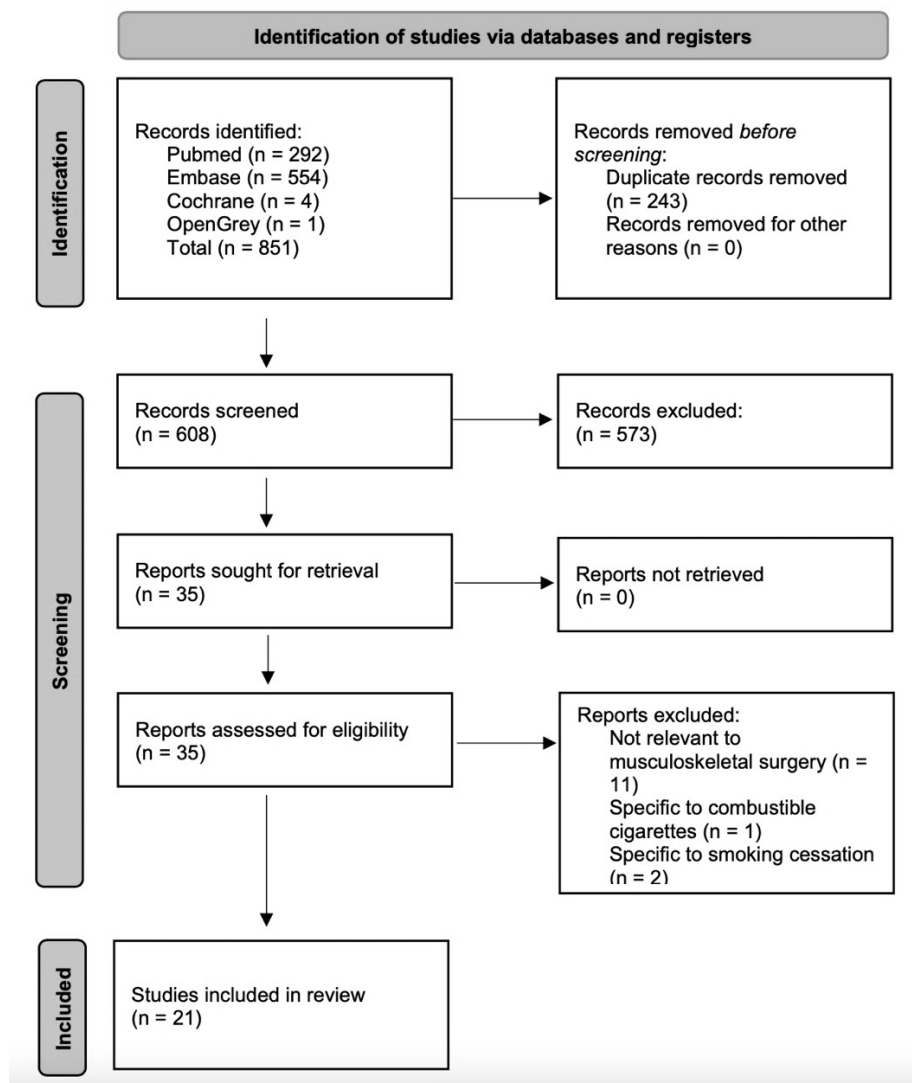 Identification of studies via databases and registers
Identification
Records identified:
Pubmed (n = 292)
Embase (n = 554)
Cochrane (n = 4)
OpenGrey (n = 1)
Total (n = 851)
Records removed before
screening:
Duplicate records removed
(n = 243)
Records removed for other
reasons (n = 0)
Screening
Records screened
(n = 608)
Records excluded:
(n = 573)
Reports sought for retrieval
(n = 35)
Reports not retrieved
(n = 0)
Reports assessed for eligibility
(n = 35)
Reports excluded:
Not relevant to
musculoskeletal surgery (n =
11)
Specific to combustible
cigarettes (n = 1)
Specific to smoking cessation
(n = 2)
Included
Studies included in review
(n = 21)